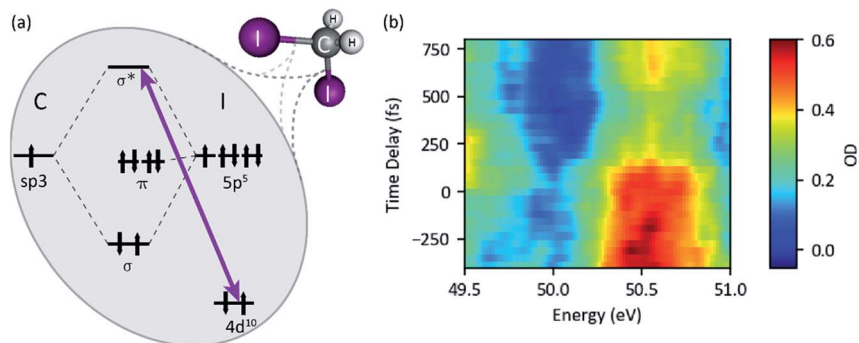 (a)
H
I
C
H
I
σ*
C
I
sp3
π
5p⁵
σ
4d¹⁰
(b)
750
500
250
0
−250
Time Delay (fs)
49.5
50.0
50.5
51.0
Energy (eV)
0.6
0.4
0.2
0.0
OD